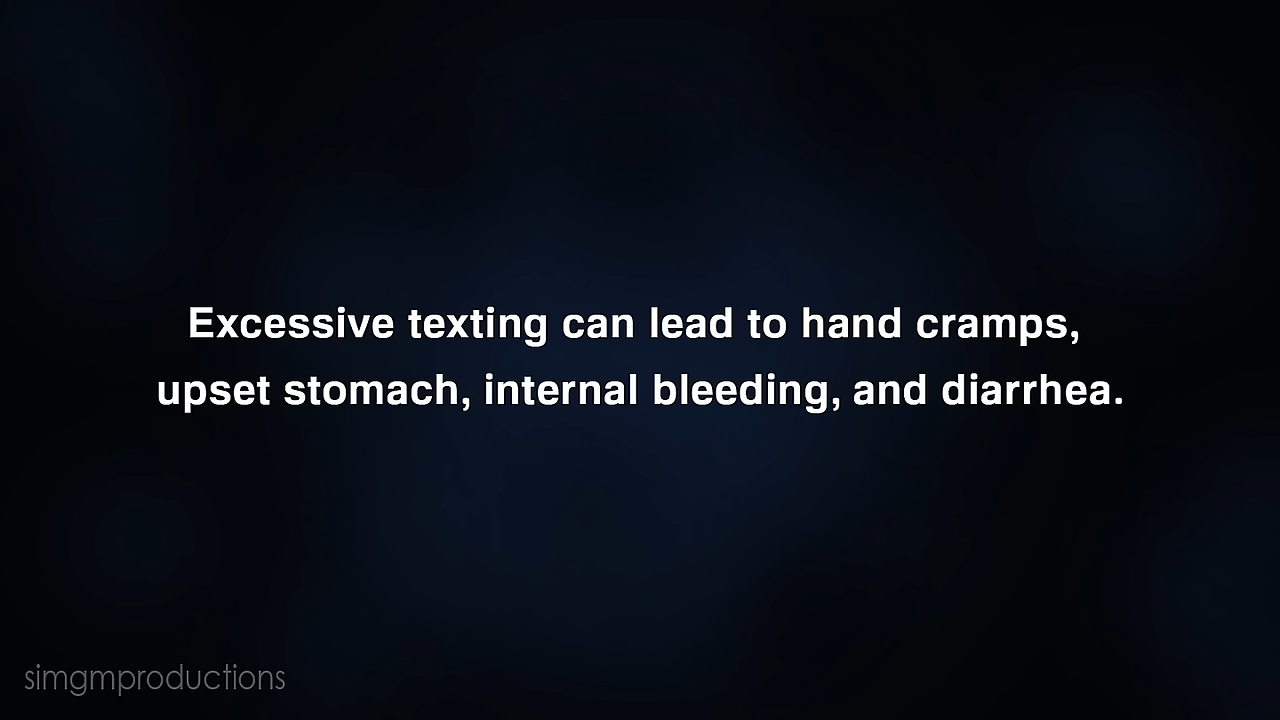 Excessive texting can lead to hand cramps,
upset stomach, internal bleeding, and diarrhea.
simgmproductions